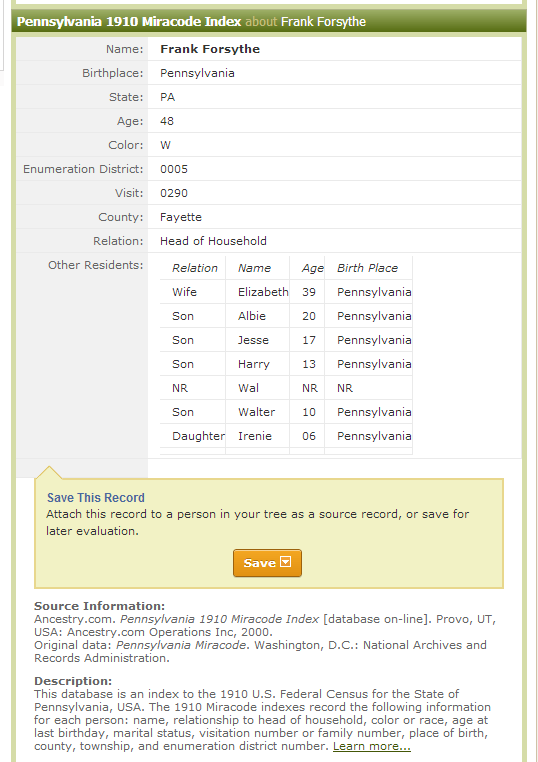 Pennsylvania 1910 Miracode Index about Frank Forsythe
Name: Frank Forsythe
Birthplace: Pennsylvania
State: PA
Age: 48
Color: W
Enumeration District: 0005
Visit: 0290
County: Fayette
Relation: Head of Household
Other Residents: Relation Name Age Birth Place
Wife Elizabeth 39 Pennsylvania
Son Albie 20 Pennsylvania
Son Jesse 17 Pennsylvania
Son Harry 13 Pennsylvania
NR Wal NR NR
Son Walter 10 Pennsylvania
Daughter Irenie 06 Pennsylvania
Save This Record
Attach this record to a person in your tree as a source record, or save for
later evaluation.
Save
Source Information:
Ancestry.com. Pennsylvania 1910 Miracode Index [database on-line]. Provo, UT,
USA: Ancestry.com Operations Inc, 2000.
Original data: Pennsylvania Miracode. Washington, D.C.: National Archives and
Records Administration.
Description:
This database is an index to the 1910 U.S. Federal Census for the State of
Pennsylvania, USA. The 1910 Miracode indexes record the following information
for each person: name, relationship to head of household, color or race, age at
last birthday, marital status, visitation number or family number, place of birth,
county, township, and enumeration district number. Learn more...